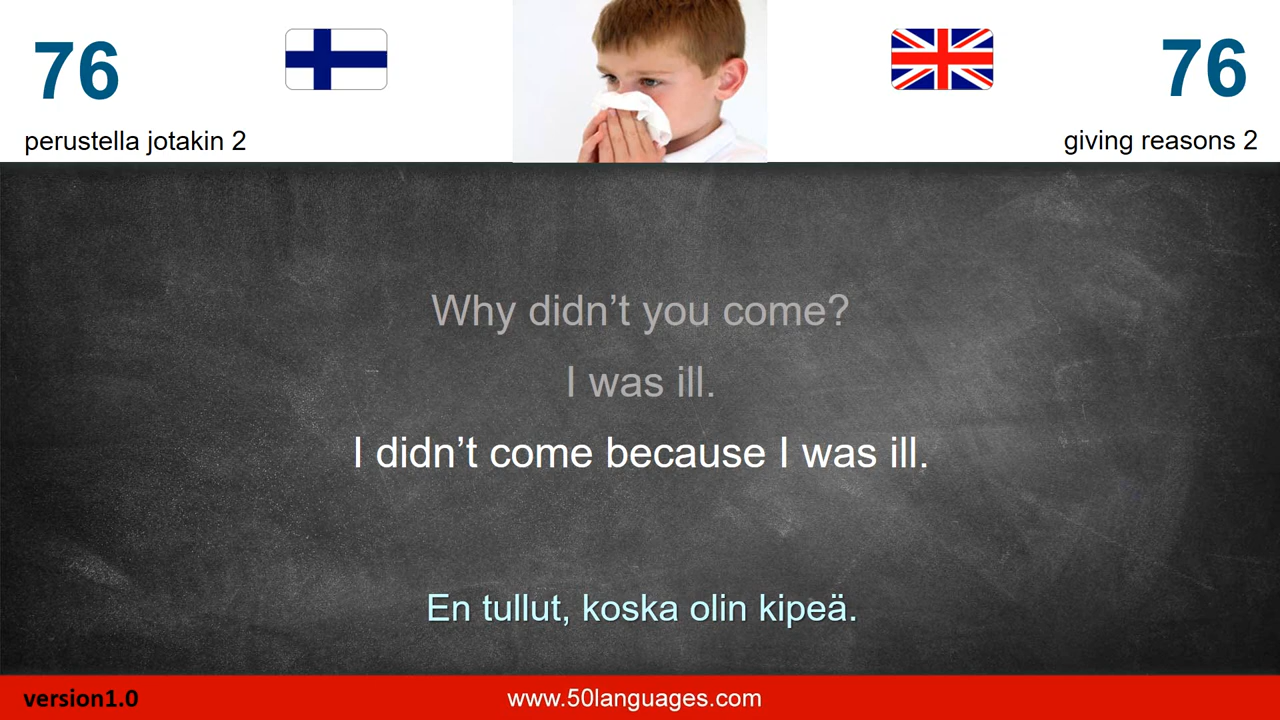 76
76
perustella jotakin 2
giving reasons 2
Why didn’t you come?
I was ill.
I didn’t come because I was ill.
En tullut, koska olin kipeä.
version1.0
www.50languages.com